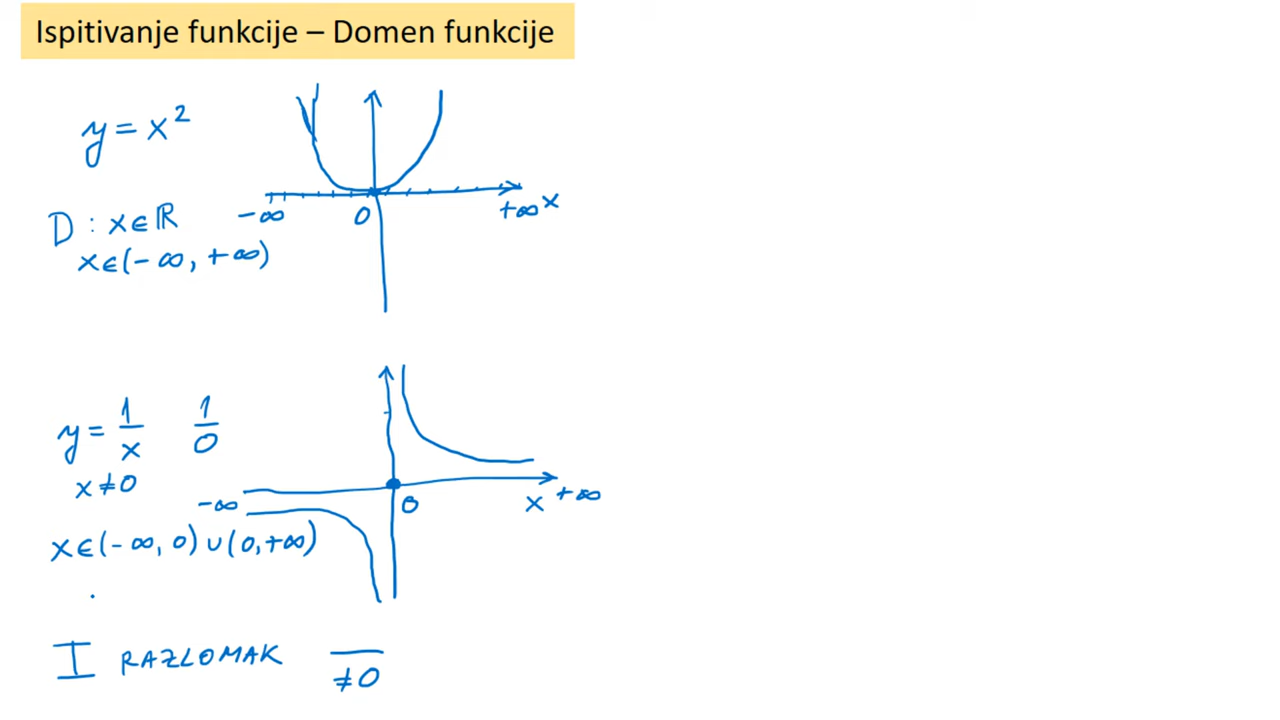 Ispitivanje funkcije – Domen funkcije
y = x²
D : x∈ℝ
x∈(-∞, +∞)
-∞ 0 +∞ x
y = 1/x 1/0
x≠0
-∞ 0 x +∞
x∈(-∞, 0) ∪ (0, +∞)
I RAZLOMAK —/≠0